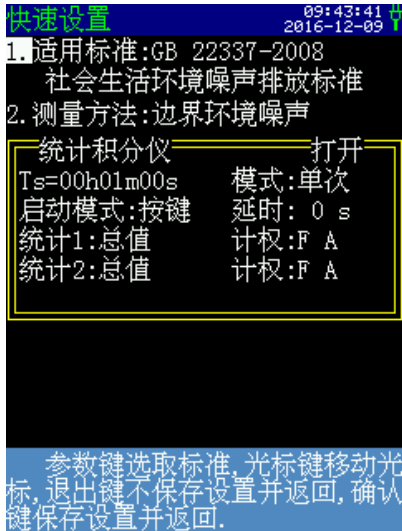 快速设置 09:43:41
2016-12-09
1.适用标准:GB 22337-2008
社会生活环境噪声排放标准
2.测量方法:边界环境噪声
统计积分仪 打开
Ts=00h01m00s 模式:单次
启动模式:按键 延时: 0 s
统计1:总值 计权:F A
统计2:总值 计权:F A
参数键选取标准,光标键移动光
标,退出键不保存设置并返回,确认
键保存设置并返回.